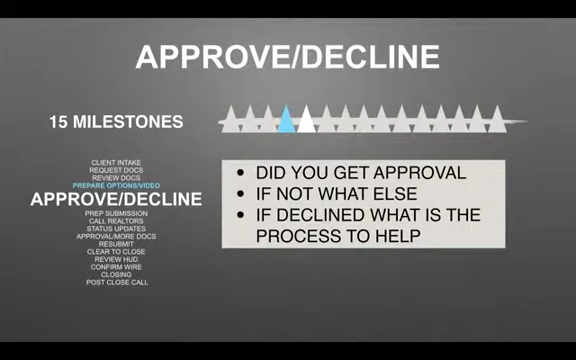 APPROVE/DECLINE
15 MILESTONES
CLIENT INTAKE
REQUEST DOCS
REVIEW DOCS
PREPARE OPTIONS/VIDEO
APPROVE/DECLINE
PREP SUBMISSION
CALL REALTORS
STATUS UPDATES
APPROVAL/MORE DOCS
RESUBMIT
CLEAR TO CLOSE
REVIEW HUD
CONFIRM WIRE
CLOSING
POST CLOSE CALL
• DID YOU GET APPROVAL
• IF NOT WHAT ELSE
• IF DECLINED WHAT IS THE
PROCESS TO HELP